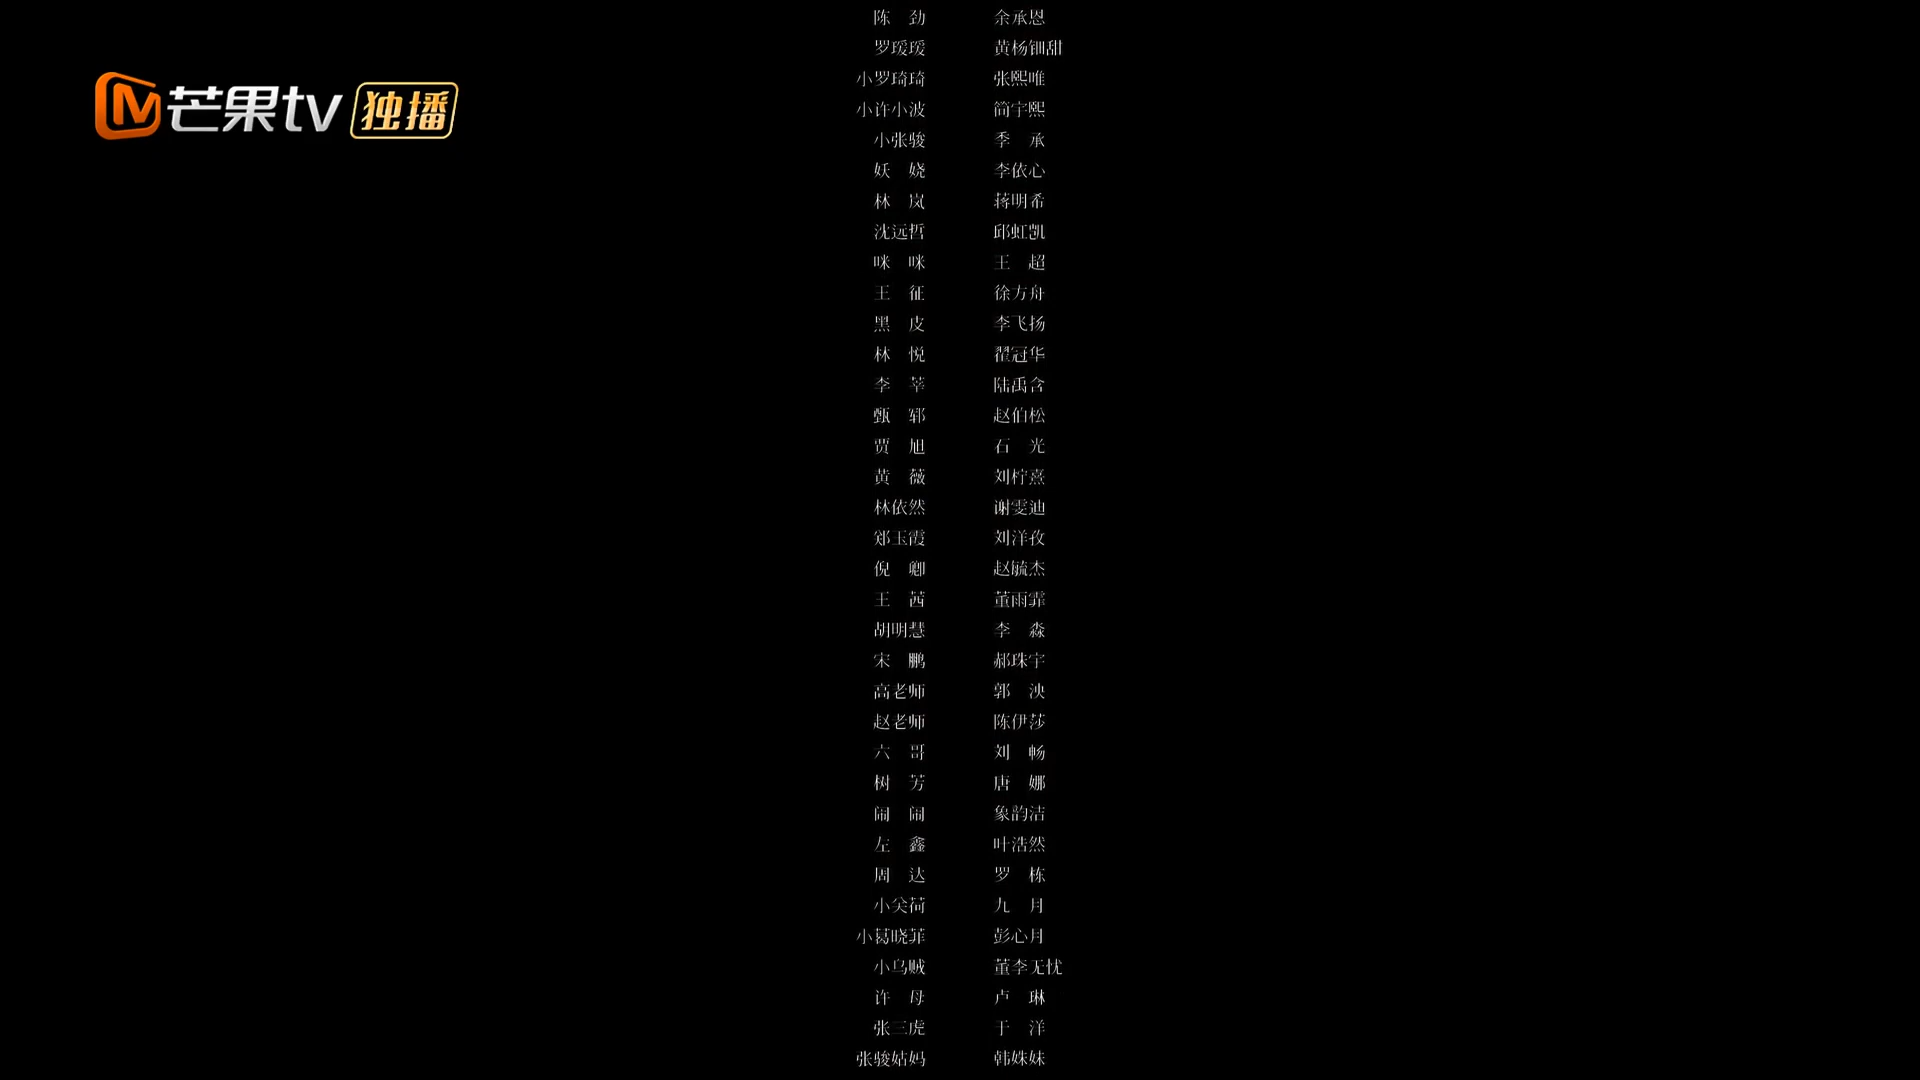 芒果tv 独播
陈 劲 余承恩
罗瑗瑗 黄杨钿甜
小罗琦琦 张熙唯
小许小波 简宇熙
小张骏 季 承
妖 娆 李依心
林 岚 蒋明希
沈远哲 邱虹凯
咪 咪 王 超
王 征 徐方舟
黑 皮 李飞扬
林 悦 翟冠华
李 莘 陆禹含
甄 郓 赵伯松
贾 旭 石 光
黄 薇 刘柠熹
林依然 谢雯迪
郑玉霞 刘洋孜
倪 卿 赵毓杰
王 茜 董雨霏
胡明慧 李 淼
宋 鹏 郝珠宇
高老师 郭 泱
赵老师 陈伊莎
六 哥 刘 畅
树 芳 唐 娜
闹 闹 象韵洁
左 鑫 叶浩然
周 达 罗 栋
小关荷 九 月
小葛晓菲 彭心月
小乌贼 董李无忧
许 母 卢 琳
张三虎 于 洋
张骏姑妈 韩姝妹